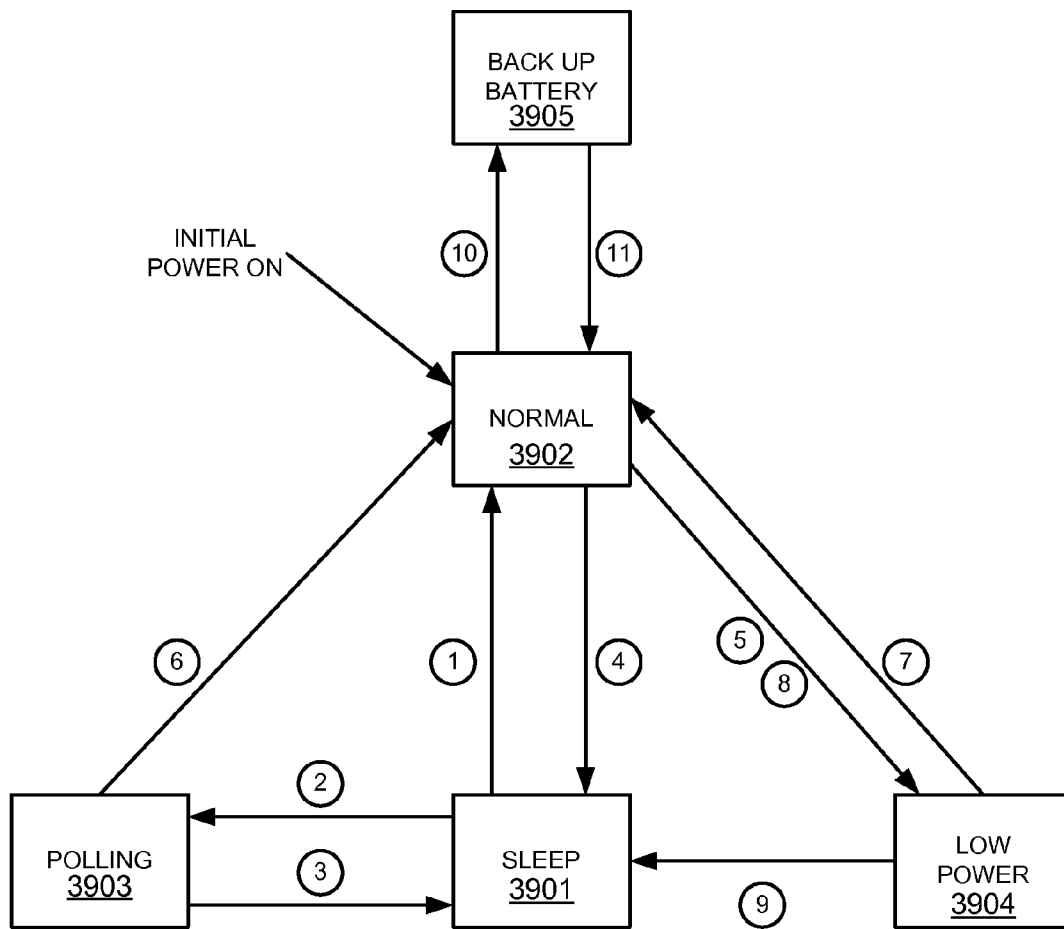 BACK UP
BATTERY
3905
INITIAL
POWER ON
10
11
NORMAL
3902
6
1
4
5
8
7
2
POLLING
3903
3
SLEEP
3901
9
LOW
POWER
3904